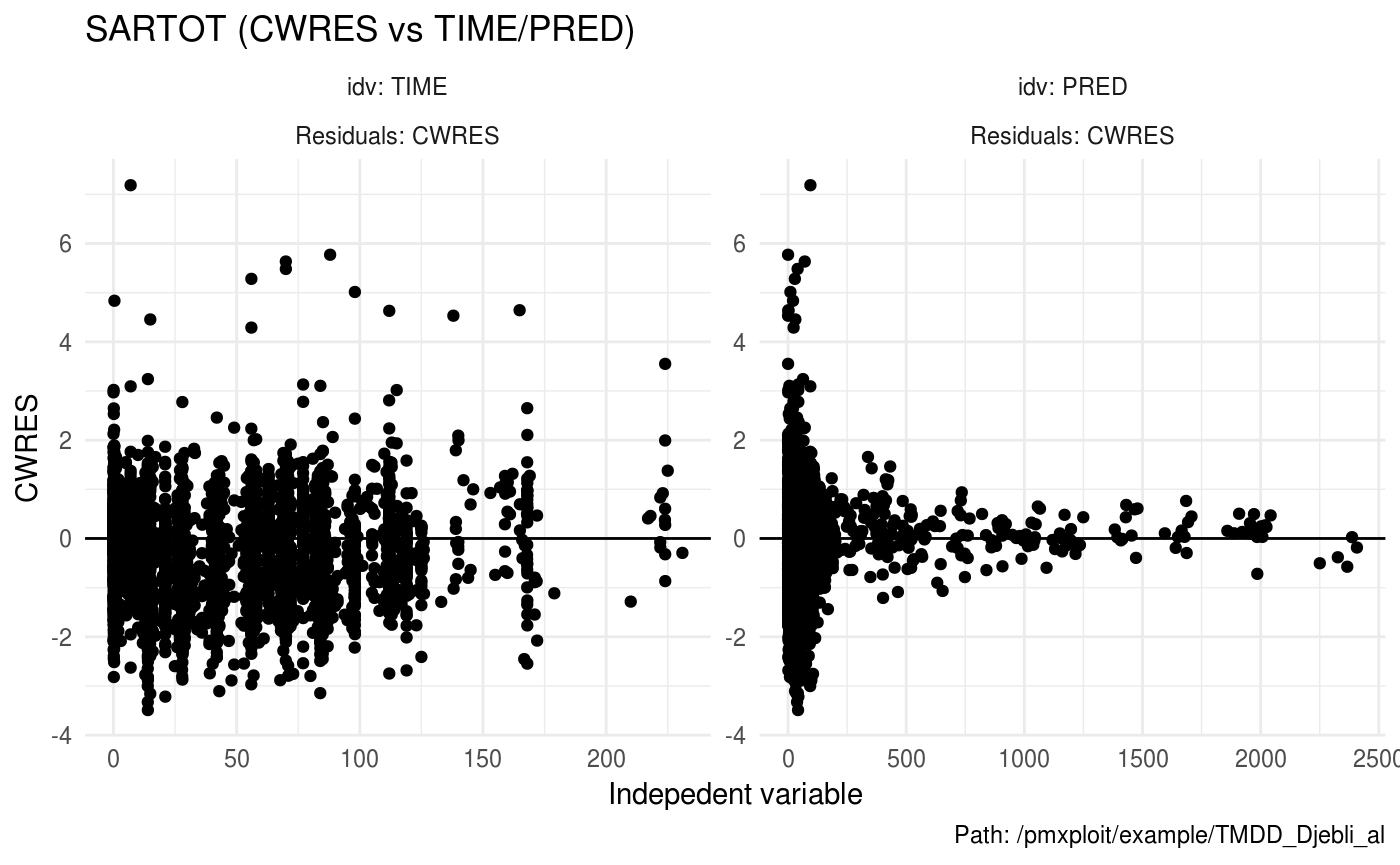 SARTOT (CWRES vs TIME/PRED)
idv: TIME
idv: PRED
Residuals: CWRES
Residuals: CWRES
CWRES
6
4
2
0
-2
-4
6
4
2
0
-2
-4
0 50 100 150 200
0 500 1000 1500 2000 2500
Indepedent variable
Path: /pmxploit/example/TMDD_Djebli_al